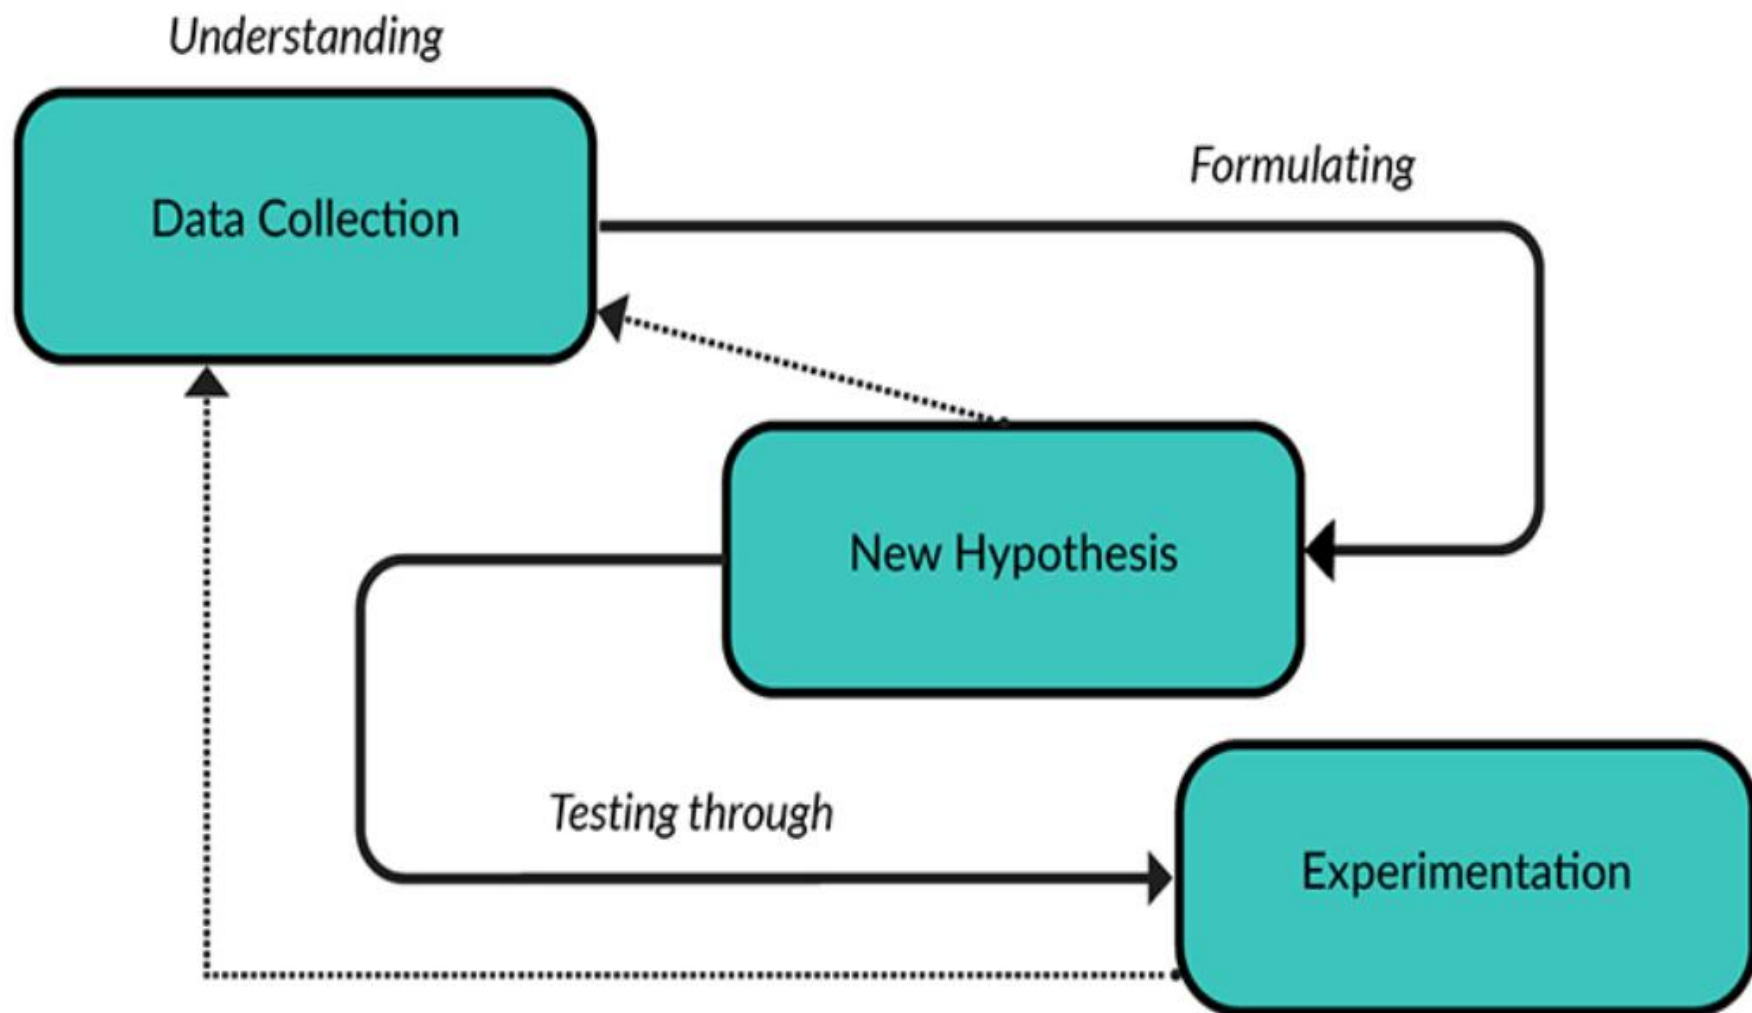 Understanding
Data Collection
Formulating
New Hypothesis
Testing through
Experimentation